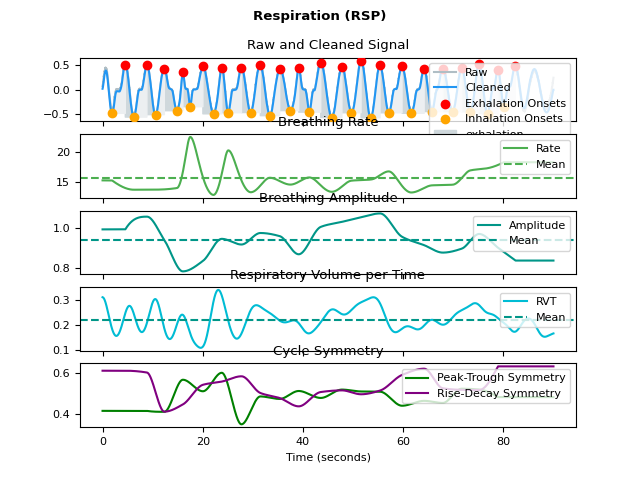 Respiration (RSP)
Raw and Cleaned Signal
0.5
0.0
−0.5
Raw
Cleaned
Exhalation Onsets
Inhalation Onsets
exhalation
Breathing Rate
20
15
Rate
Mean
Breathing Amplitude
1.0
0.8
Amplitude
Mean
Respiratory Volume per Time
0.3
0.2
0.1
RVT
Mean
Cycle Symmetry
0.6
0.4
Peak-Trough Symmetry
Rise-Decay Symmetry
0 20 40 60 80
Time (seconds)